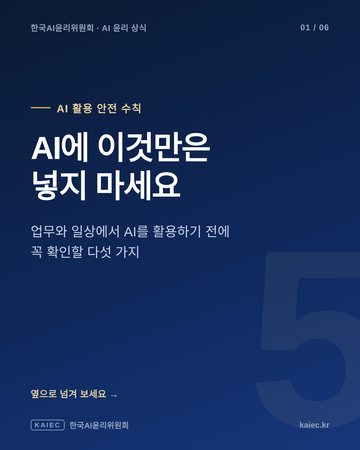 한국AI윤리위원회 · AI 윤리 상식
01 / 06
AI 활용 안전 수칙
AI에 이것만은
넣지 마세요
업무와 일상에서 AI를 활용하기 전에
꼭 확인할 다섯 가지
5
옆으로 넘겨 보세요 →
KAIEC 한국AI윤리위원회
kaiec.kr